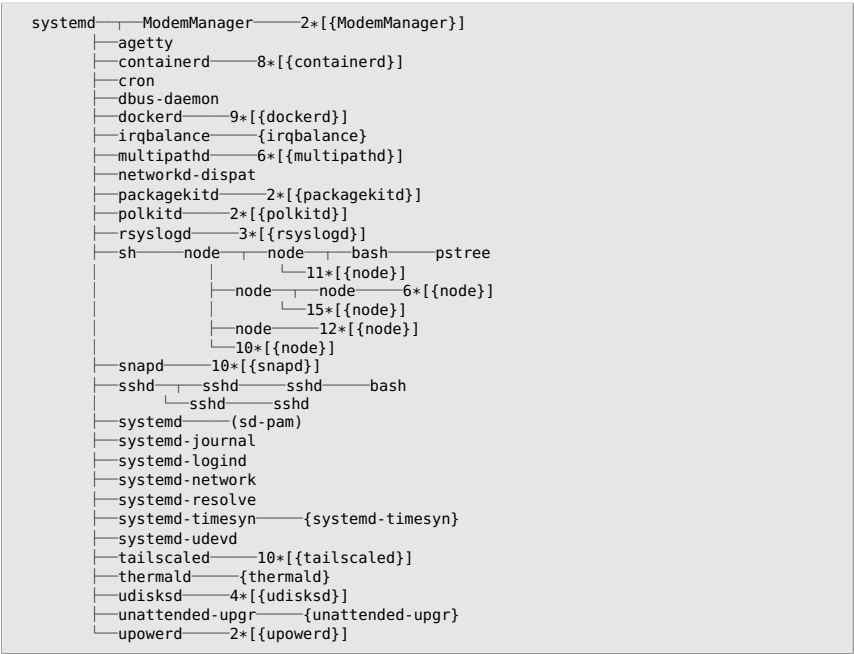 systemd─┬─ModemManager───2*[{ModemManager}]
├─agetty
├─containerd───8*[{containerd}]
├─cron
├─dbus-daemon
├─dockerd───9*[{dockerd}]
├─irqbalance───{irqbalance}
├─multipathd───6*[{multipathd}]
├─networkd-dispat
├─packagekitd───2*[{packagekitd}]
├─polkitd───2*[{polkitd}]
├─rsyslogd───3*[{rsyslogd}]
├─sh───node─┬─node─┬─bash───pstree
│ │ └─11*[{node}]
│ ├─node─┬─node───6*[{node}]
│ │ └─15*[{node}]
│ ├─node───12*[{node}]
│ └─10*[{node}]
├─snapd───10*[{snapd}]
├─sshd─┬─sshd───sshd───bash
│ └─sshd───sshd
├─systemd───(sd-pam)
├─systemd-journal
├─systemd-logind
├─systemd-network
├─systemd-resolve
├─systemd-timesyn───{systemd-timesyn}
├─systemd-udevd
├─tailscaled───10*[{tailscaled}]
├─thermald───{thermald}
├─udisksd───4*[{udisksd}]
├─unattended-upgr───{unattended-upgr}
└─upowerd───2*[{upowerd}]